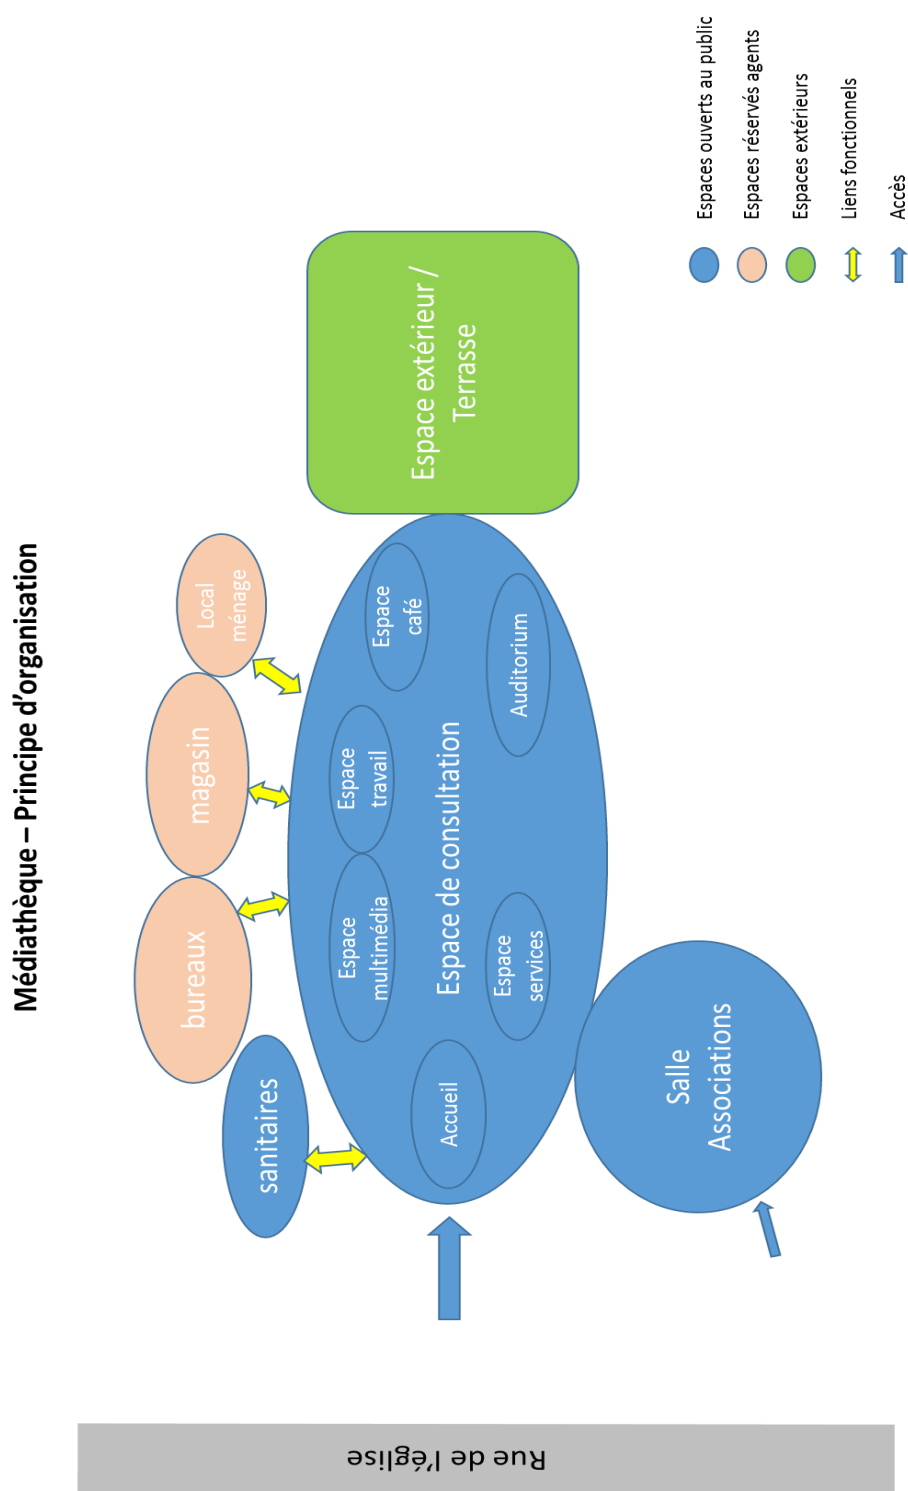 Médiathèque – Principe d'organisation
Rue de l'église
sanitaires
bureaux
magasin
Local
ménage
Accueil
Espace
multimédia
Espace
travail
Espace
café
Espace de consultation
Espace
services
Auditorium
Salle
Associations
Espace extérieur /
Terrasse
Espaces ouverts au public
Espaces réservés agents
Espaces extérieurs
Liens fonctionnels
Accès